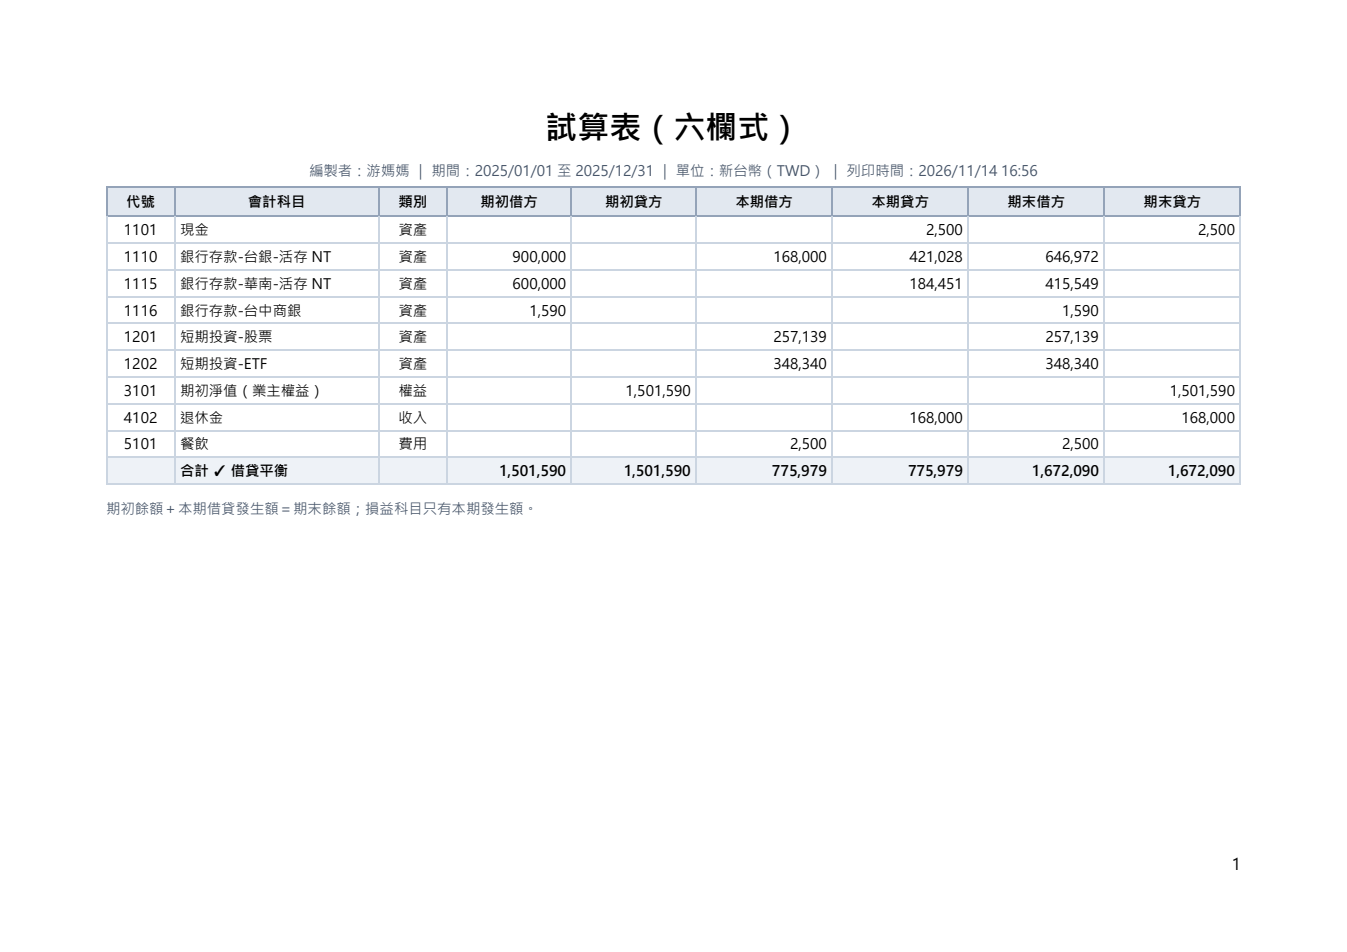 試算表（六欄式）
編製者：游媽媽 | 期間：2025/01/01 至 2025/12/31 | 單位：新台幣（TWD） | 列印時間：2026/11/14 16:56
代號 會計科目 類別 期初借方 期初貸方 本期借方 本期貸方 期末借方 期末貸方
1101 現金 資產 2,500 2,500
1110 銀行存款-台銀-活存 NT 資產 900,000 168,000 421,028 646,972
1115 銀行存款-華南-活存 NT 資產 600,000 184,451 415,549
1116 銀行存款-台中商銀 資產 1,590 1,590
1201 短期投資-股票 資產 257,139 257,139
1202 短期投資-ETF 資產 348,340 348,340
3101 期初淨值（業主權益） 權益 1,501,590 1,501,590
4102 退休金 收入 168,000 168,000
5101 餐飲 費用 2,500 2,500
合計 ✓ 借貸平衡 1,501,590 1,501,590 775,979 775,979 1,672,090 1,672,090
期初餘額＋本期借貸發生額＝期末餘額；損益科目只有本期發生額。
1